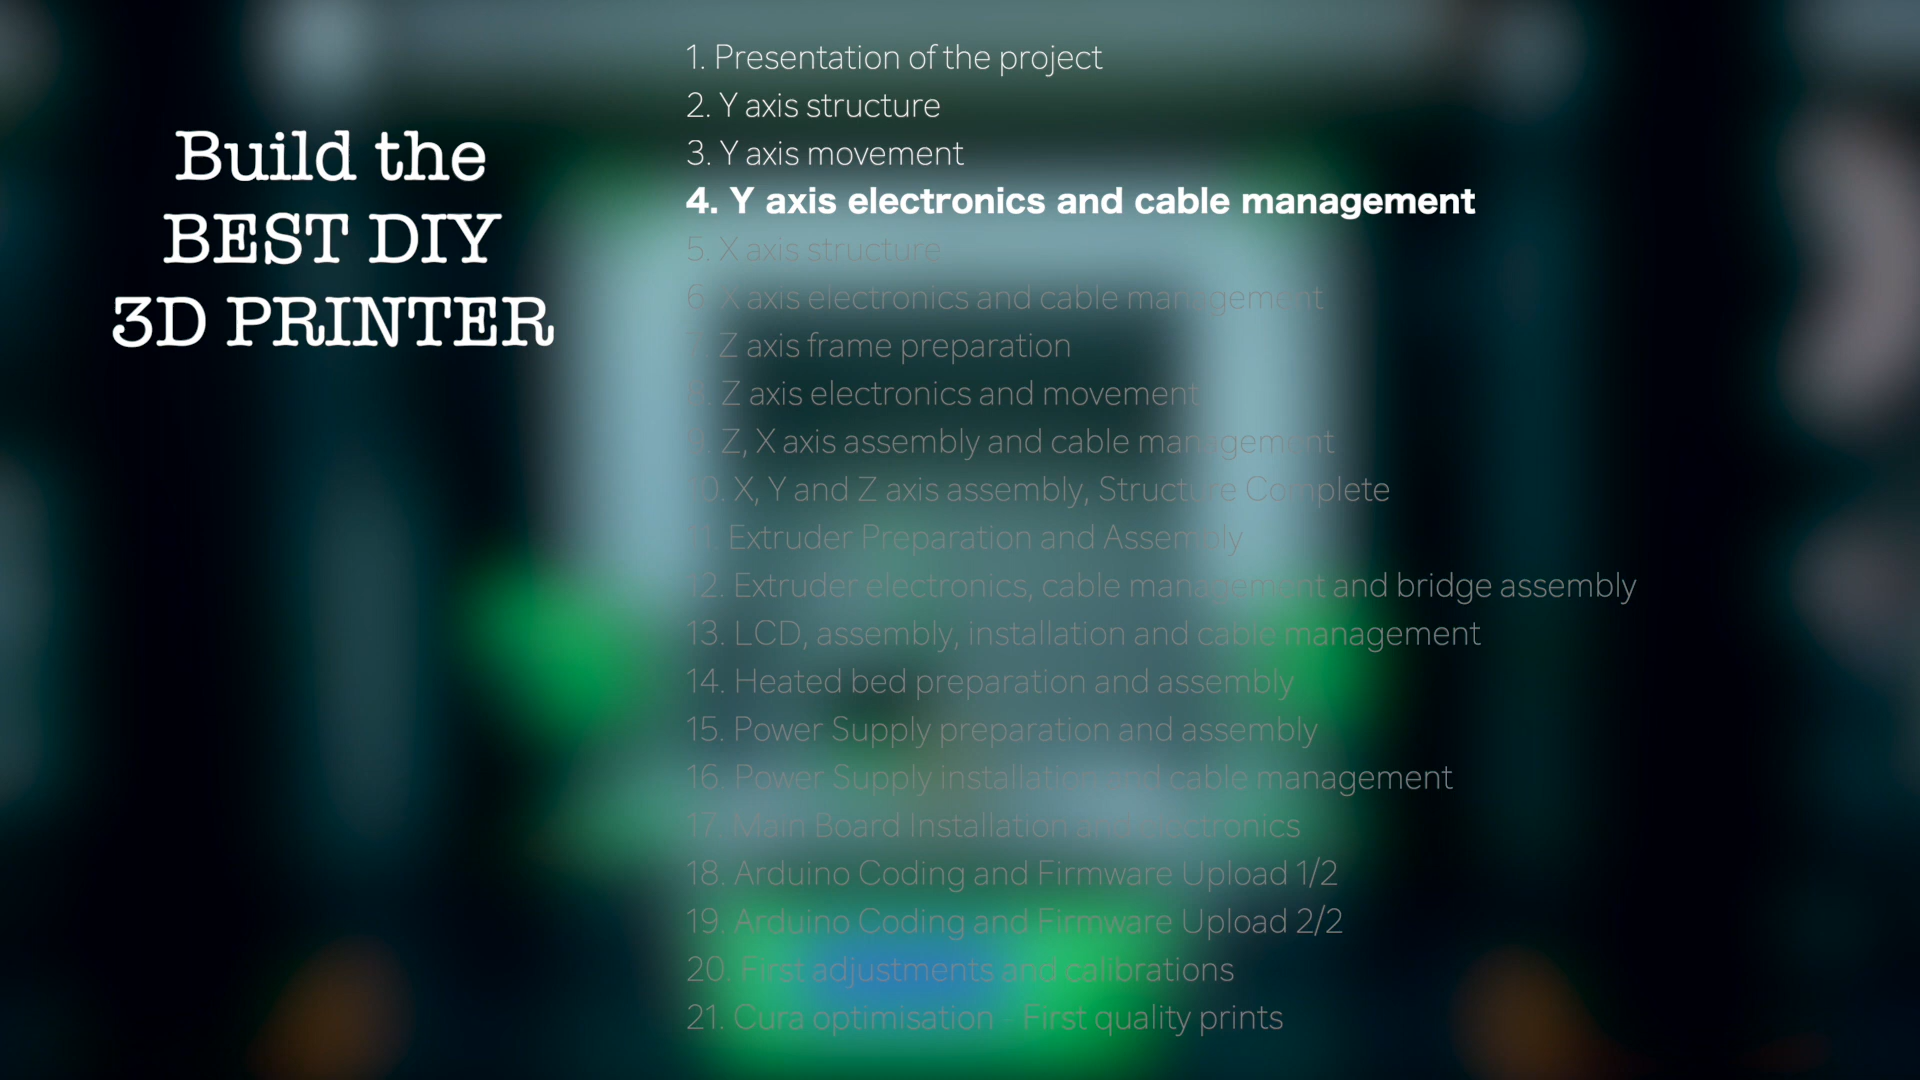 Build the
BEST DIY
3D PRINTER
1. Presentation of the project
2. Y axis structure
3. Y axis movement
4. Y axis electronics and cable management
5. X axis structure
6. X axis electronics and cable management
7. Z axis frame preparation
8. Z axis electronics and movement
9. Z, X axis assembly and cable management
10. X, Y and Z axis assembly, Structure Complete
11. Extruder Preparation and Assembly
12. Extruder electronics, cable management and bridge assembly
13. LCD, assembly, installation and cable management
14. Heated bed preparation and assembly
15. Power Supply preparation and assembly
16. Power Supply installation and cable management
17. Main Board Installation and electronics
18. Arduino Coding and Firmware Upload 1/2
19. Arduino Coding and Firmware Upload 2/2
20. First adjustments and calibrations
21. Cura optimisation - First quality prints